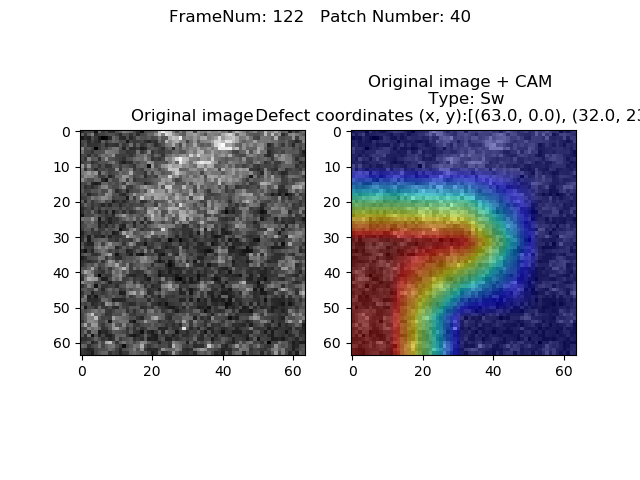 FrameNum: 122   Patch Number: 40
Original image + CAM
Type: Sw
Original image
Defect coordinates (x, y):[(63.0, 0.0), (32.0, 23
0
10
20
30
40
50
60
0 20 40 60
0
10
20
30
40
50
60
0 20 40 60